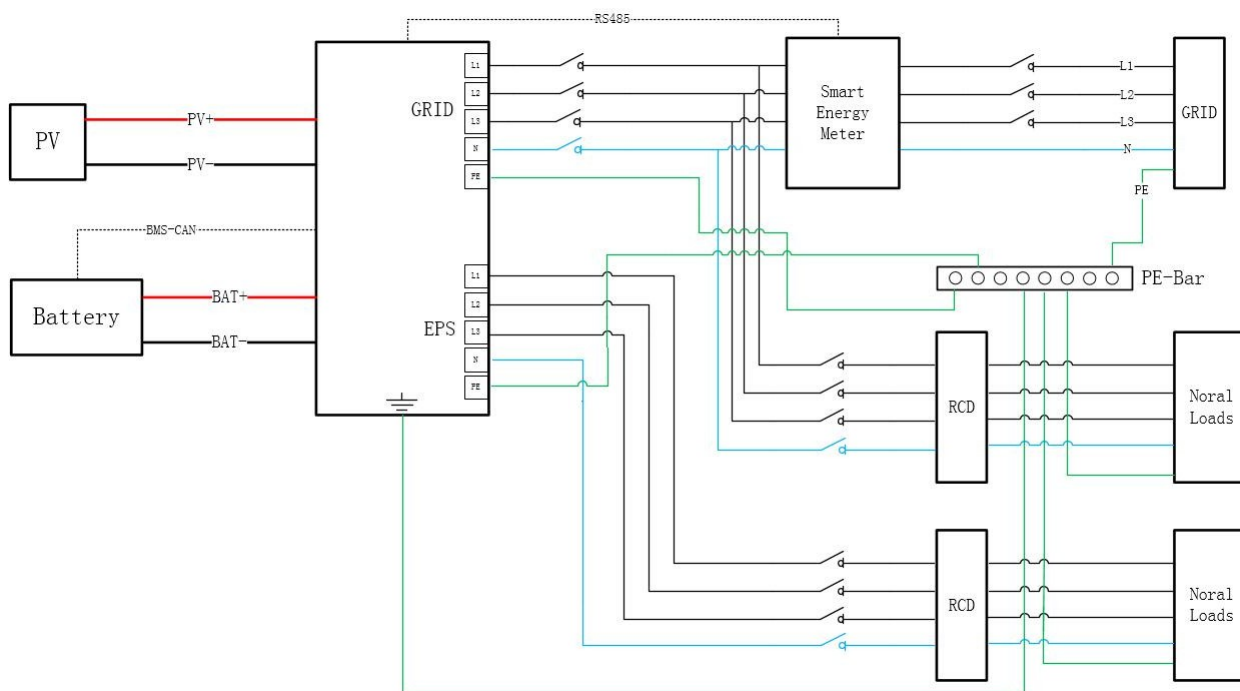 RS485
PV
PV+
PV-
BMS-CAN
Battery
BAT+
BAT-
GRID
L1
L2
L3
N
PE
EPS
L1
L2
L3
N
PE
Smart
Energy
Meter
L1
L2
L3
N
PE
GRID
PE-Bar
RCD
Noral
Loads
RCD
Noral
Loads